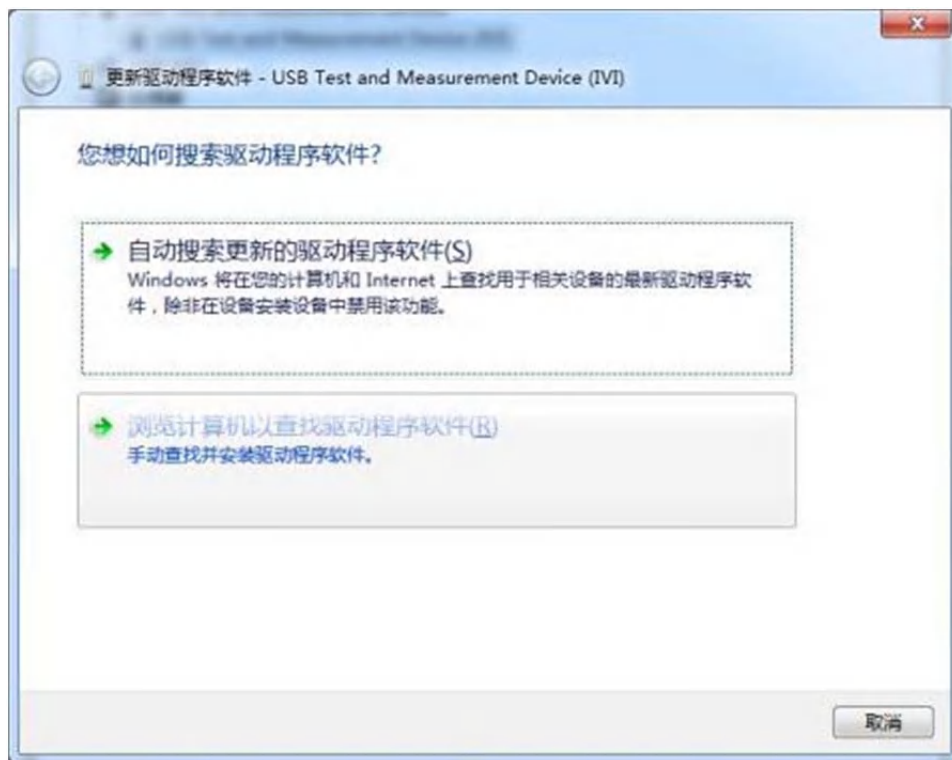 更新驱动程序软件 - USB Test and Measurement Device (IVI)
您想如何搜索驱动程序软件?
自动搜索更新的驱动程序软件(S)
Windows 将在您的计算机和 Internet 上查找用于相关设备的最新驱动程序软
件，除非在设备安装设备中禁用该功能。
浏览计算机以查找驱动程序软件(R)
手动查找并安装驱动程序软件。
取消